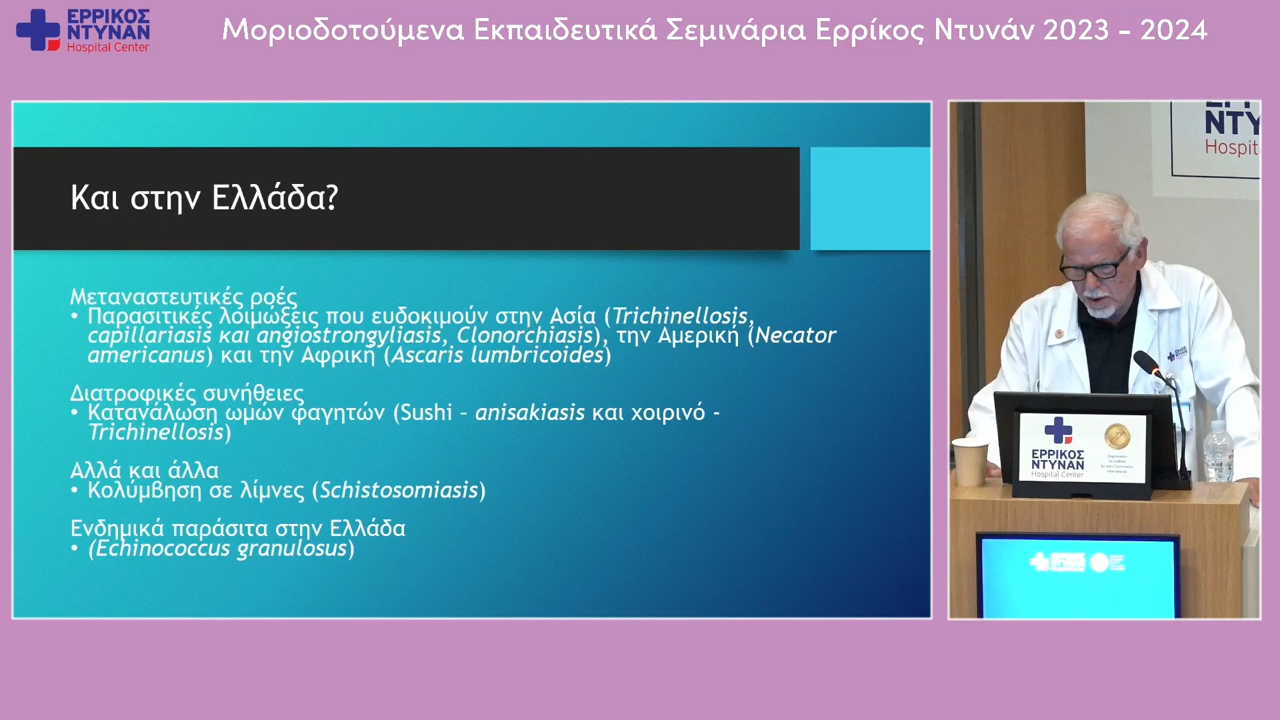 ΕΡΡΙΚΟΣ
ΝΤΥΝΑΝ
Hospital Center
Μοριοδοτούμενα Εκπαιδευτικά Σεμινάρια Ερρίκος Ντυνάν 2023 - 2024
Και στην Ελλάδα?
Μεταναστευτικές ροές
• Παρασιτικές λοιμώξεις που ευδοκιμούν στην Ασία (Trichinellosis,
capillariasis και angiostrongyliasis, Clonorchiasis), την Αμερική (Necator
americanus) και την Αφρική (Ascaris lumbricoides)
Διατροφικές συνήθειες
• Κατανάλωση ωμών φαγητών (Sushi – anisakiasis και χοιρινό -
Trichinellosis)
Αλλά και άλλα
• Κολύμβηση σε λίμνες (Schistosomiasis)
Ενδημικά παράσιτα στην Ελλάδα
• (Echinococcus granulosus)
ΝΤΥ
Hospit
ΕΡΡΙΚΟΣ
ΝΤΥΝΑΝ
Hospital Center